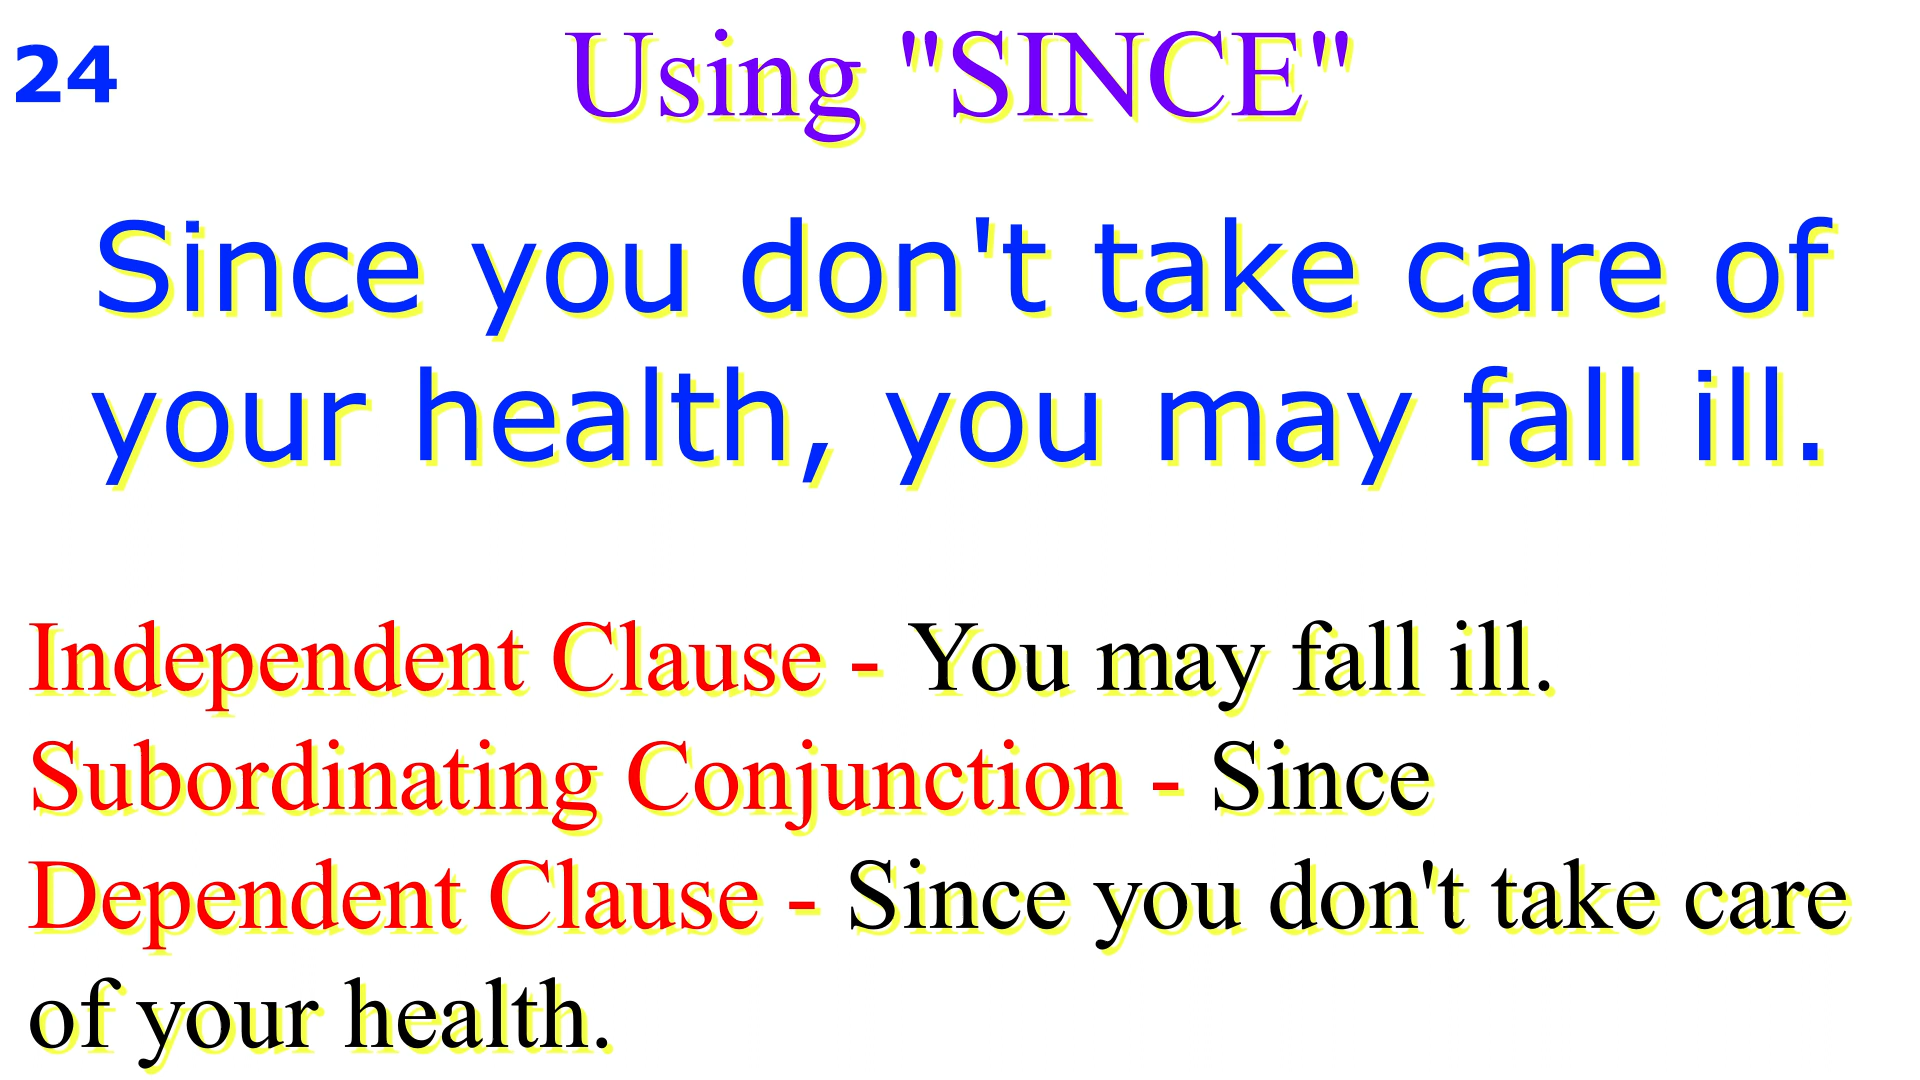 24
Using "SINCE"
Since you don't take care of
your health, you may fall ill.
Independent Clause - You may fall ill.
Subordinating Conjunction - Since
Dependent Clause - Since you don't take care
of your health.